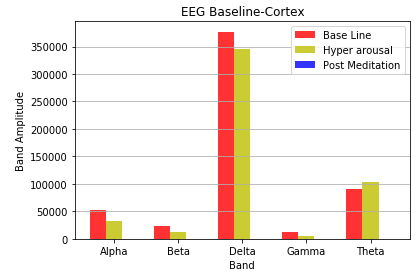 EEG Baseline-Cortex
Base Line
Hyper arousal
Post Meditation
Band Amplitude
350000
300000
250000
200000
150000
100000
50000
0
Alpha Beta Delta Gamma Theta
Band